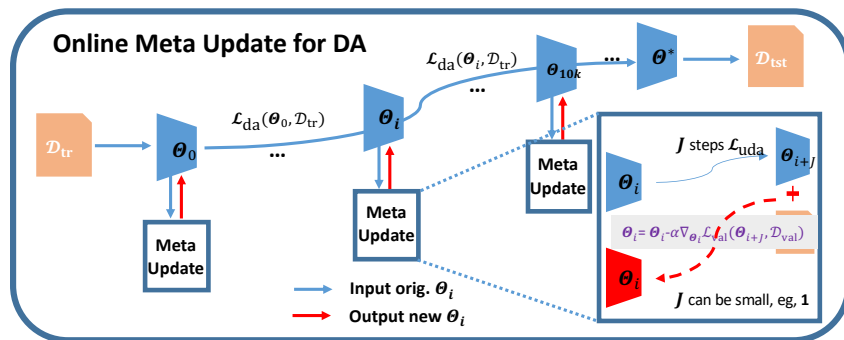 Online Meta Update for DA
𝓛da(Θ0, 𝒟tr)
𝓛da(Θi, 𝒟tr)
...
...
...
𝒟tr
Θ0
Θi
Θ10k
Θ*
𝒟tst
Meta
Update
Meta
Update
Meta
Update
Input orig. Θi
Output new Θi
J steps 𝓛uda
Θi
Θi+J
Θi = Θi-α∇Θi𝓛val(Θi+J, 𝒟val)
Θi
J can be small, eg, 1